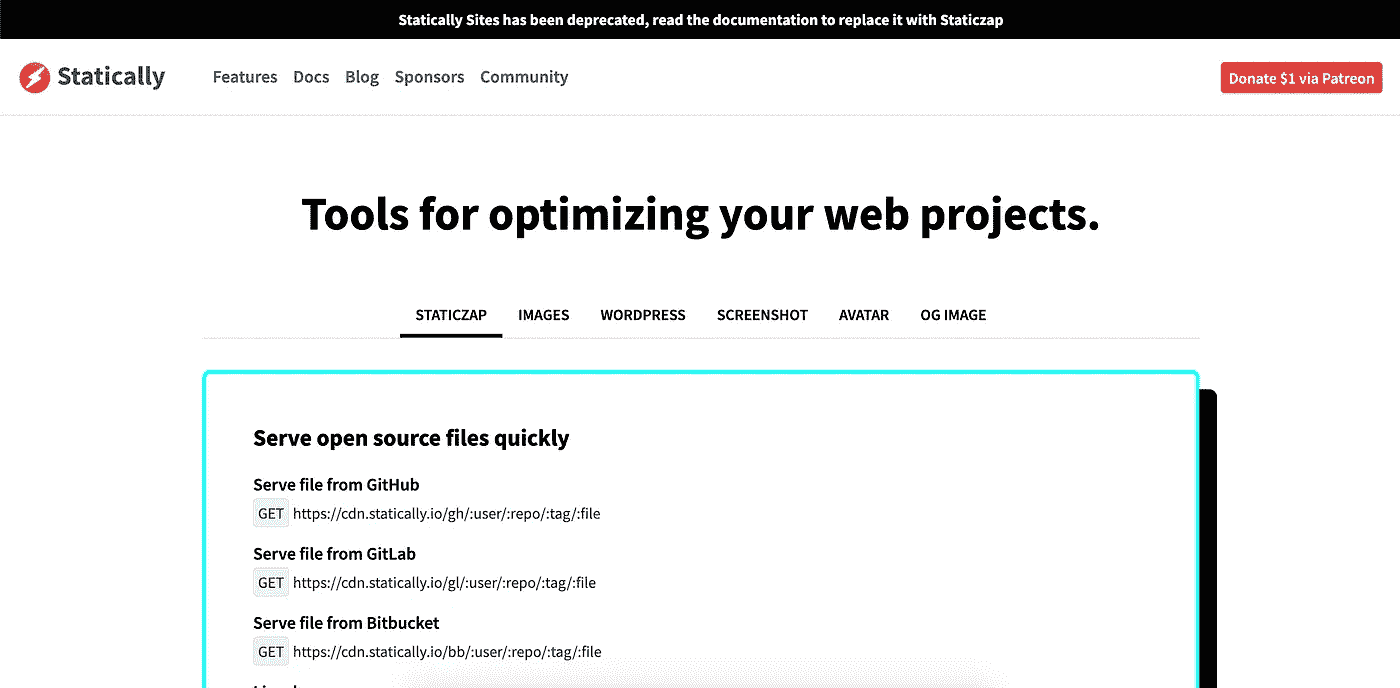 Statically Sites has been deprecated, read the documentation to replace it with Staticzap
Statically Features Docs Blog Sponsors Community Donate $1 via Patreon
Tools for optimizing your web projects.
STATICZAP IMAGES WORDPRESS SCREENSHOT AVATAR OG IMAGE
Serve open source files quickly
Serve file from GitHub
GET https://cdn.statically.io/gh/:user/:repo/:tag/:file
Serve file from GitLab
GET https://cdn.statically.io/gl/:user/:repo/:tag/:file
Serve file from Bitbucket
GET https://cdn.statically.io/bb/:user/:repo/:tag/:file